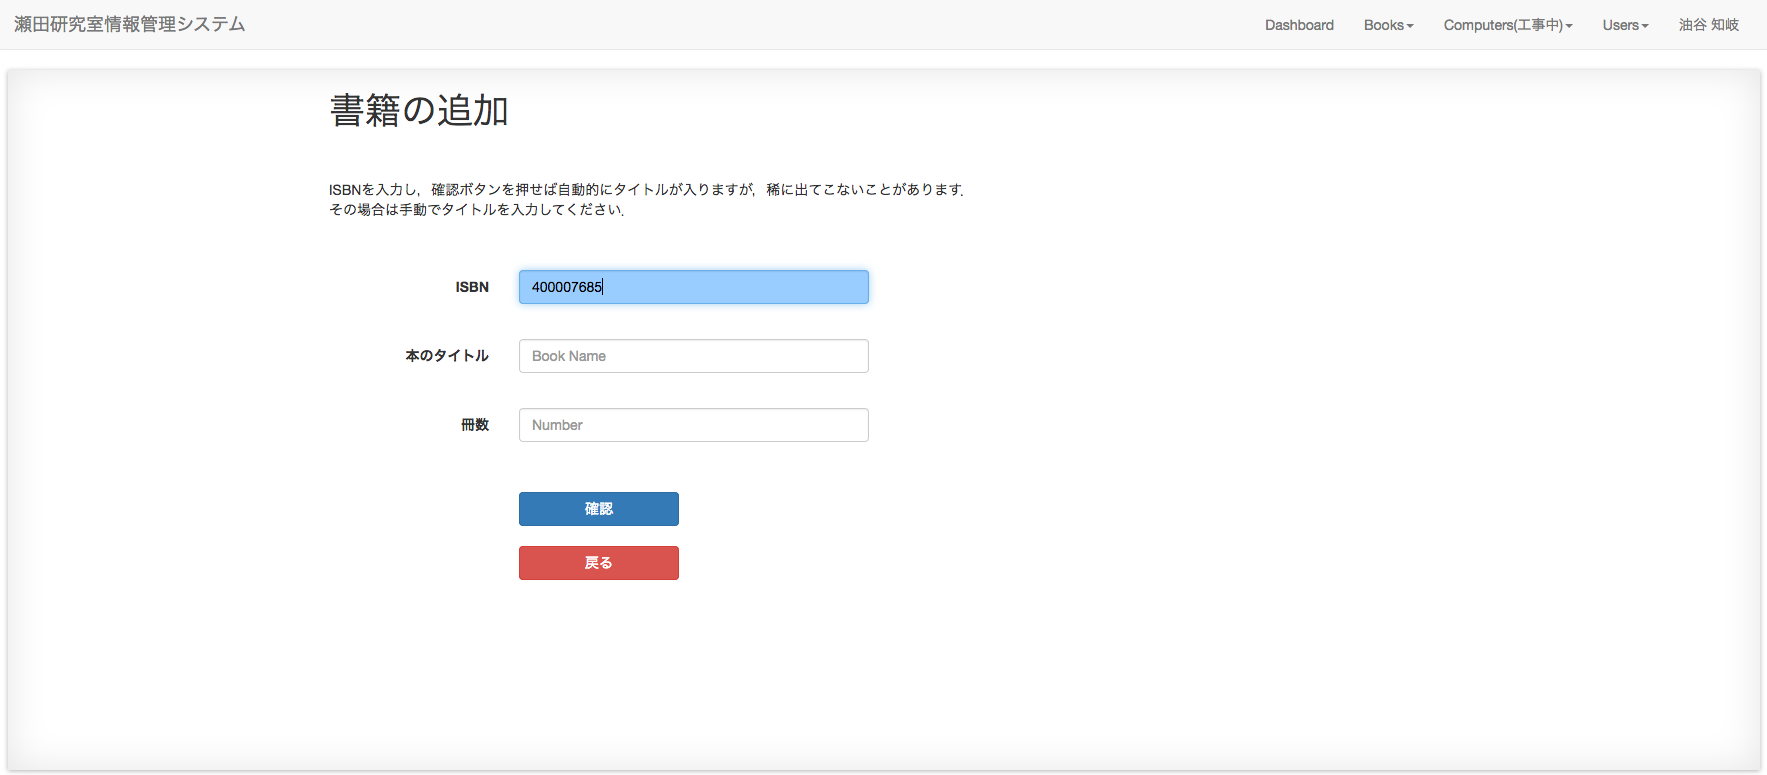 瀬田研究室情報管理システム
Dashboard
Books
Computers(工事中)
Users
油谷 知岐
書籍の追加
ISBNを入力し，確認ボタンを押せば自動的にタイトルが入りますが，稀に出てこないことがあります．
その場合は手動でタイトルを入力してください．
ISBN
400007685
本のタイトル
Book Name
冊数
Number
確認
戻る